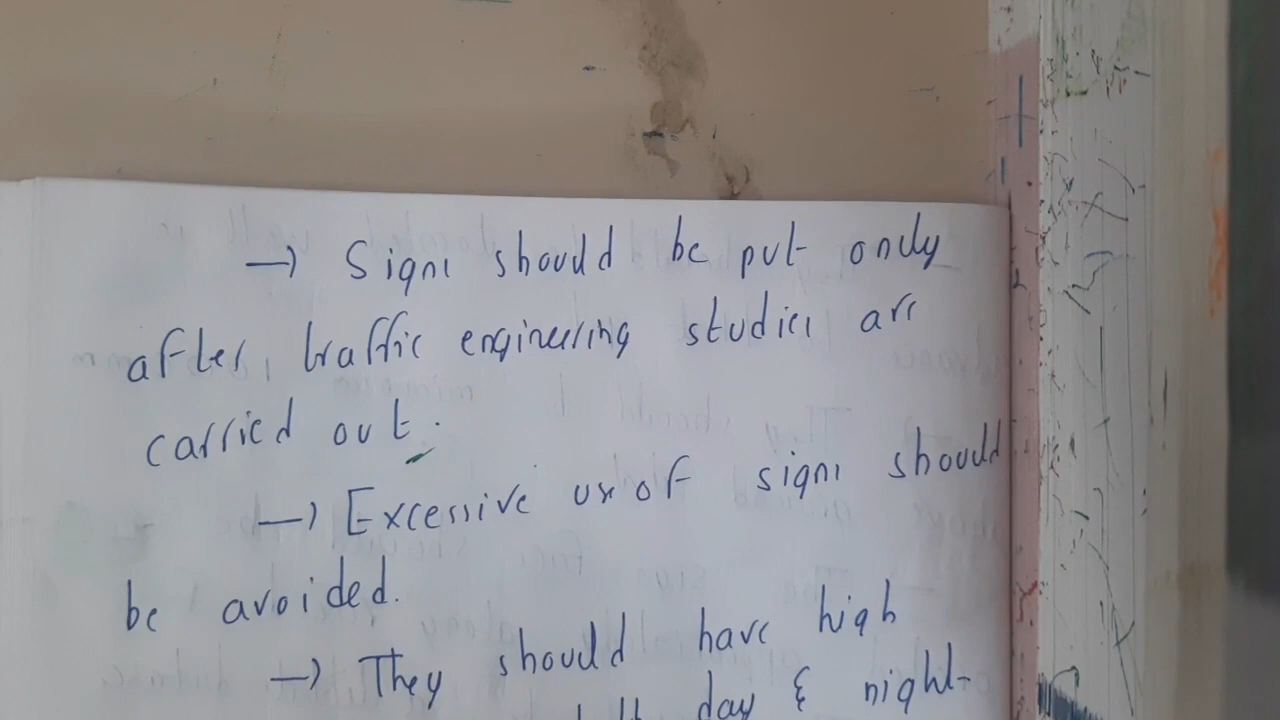 → Signs should be put only
after, traffic engineering studies are
carried out.
→ Excessive use of signs should
be avoided.
→ They should have high
day & night-